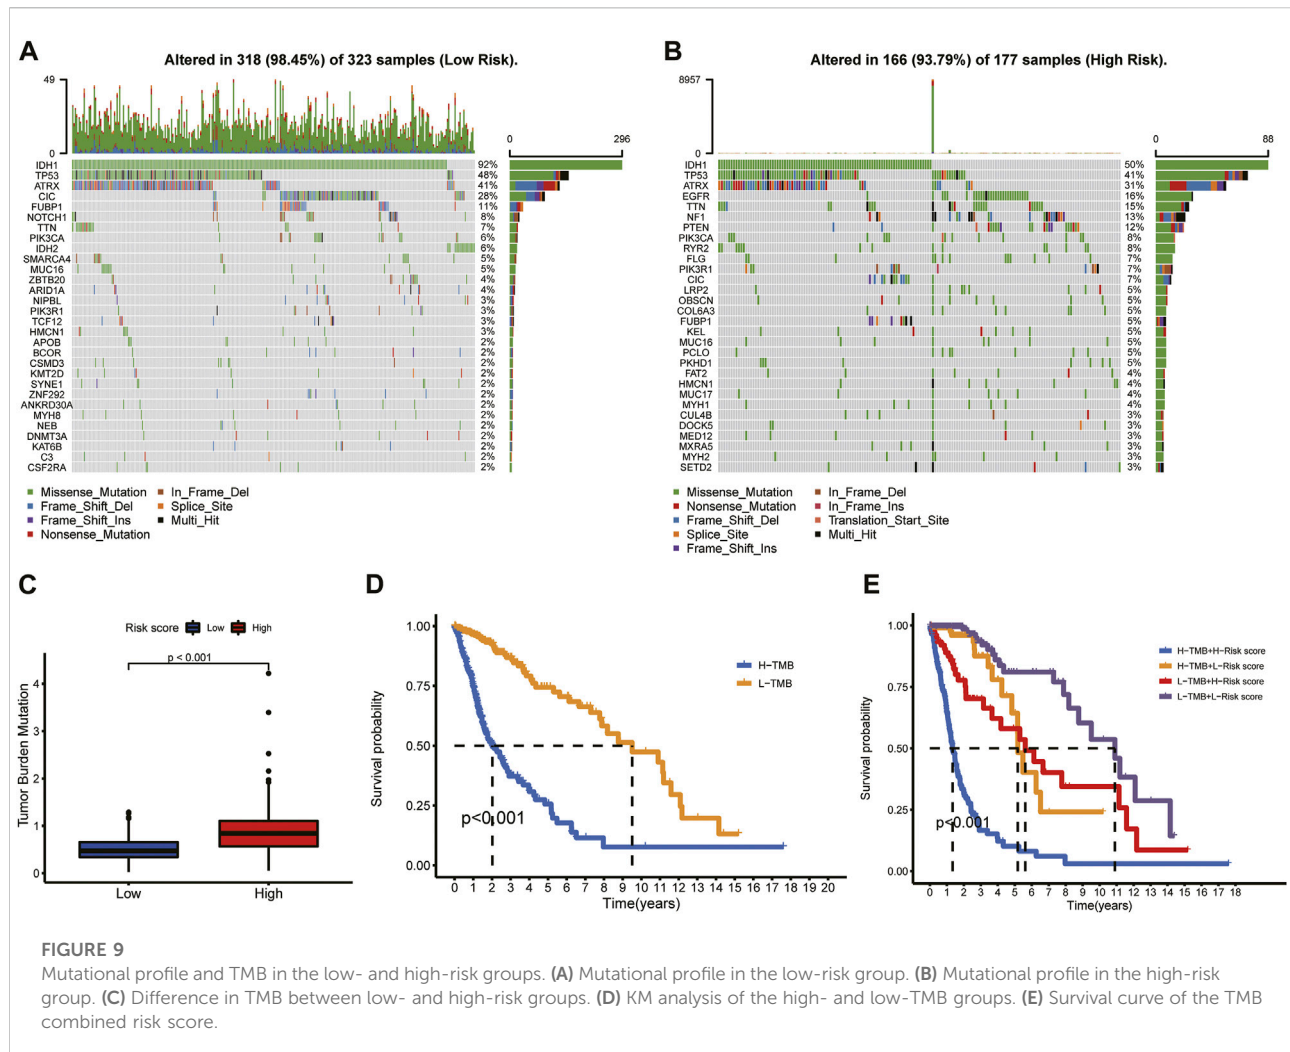 A
Altered in 318 (98.45%) of 323 samples (Low Risk).
49
0
0 296
IDH1 92%
TP53 48%
ATRX 41%
CIC 28%
FUBP1 11%
NOTCH1 8%
TTN 7%
PIK3CA 6%
IDH2 6%
SMARCA4 5%
MUC16 5%
ZBTB20 4%
ARID1A 4%
NIPBL 3%
PIK3R1 3%
TCF12 3%
HMCN1 3%
APOB 2%
BCOR 2%
CSMD3 2%
KMT2D 2%
SYNE1 2%
ZNF292 2%
ANKRD30A 2%
MYH8 2%
NEB 2%
DNMT3A 2%
KAT6B 2%
C3 2%
CSF2RA 2%
Missense_Mutation
Frame_Shift_Del
Frame_Shift_Ins
Nonsense_Mutation
In_Frame_Del
Splice_Site
Multi_Hit
B
Altered in 166 (93.79%) of 177 samples (High Risk).
8957
0
0 88
IDH1 50%
TP53 41%
ATRX 31%
EGFR 16%
TTN 15%
NF1 13%
PTEN 12%
PIK3CA 8%
RYR2 8%
FLG 7%
PIK3R1 7%
CIC 7%
LRP2 5%
OBSCN 5%
COL6A3 5%
FUBP1 5%
KEL 5%
MUC16 5%
PCLO 5%
PKHD1 5%
FAT2 4%
HMCN1 4%
MUC17 4%
MYH1 4%
CUL4B 3%
DOCK5 3%
MED12 3%
MXRA5 3%
MYH2 3%
SETD2 3%
Missense_Mutation
Nonsense_Mutation
Frame_Shift_Del
Splice_Site
Frame_Shift_Ins
In_Frame_Del
In_Frame_Ins
Translation_Start_Site
Multi_Hit
C
Risk score Low High
p < 0.001
Tumor Burden Mutation
4
3
2
1
0
Low High
D
Survival probability
1.00
0.75
0.50
0.25
0.00
p<0.001
H-TMB
L-TMB
0 1 2 3 4 5 6 7 8 9 10 11 12 13 14 15 16 17 18 19 20
Time(years)
E
Survival probability
1.00
0.75
0.50
0.25
0.00
p<0.001
H-TMB+H-Risk score
H-TMB+L-Risk score
L-TMB+H-Risk score
L-TMB+L-Risk score
0 1 2 3 4 5 6 7 8 9 10 11 12 13 14 15 16 17 18
Time(years)
FIGURE 9
Mutational profile and TMB in the low- and high-risk groups. (A) Mutational profile in the low-risk group. (B) Mutational profile in the high-risk
group. (C) Difference in TMB between low- and high-risk groups. (D) KM analysis of the high- and low-TMB groups. (E) Survival curve of the TMB
combined risk score.